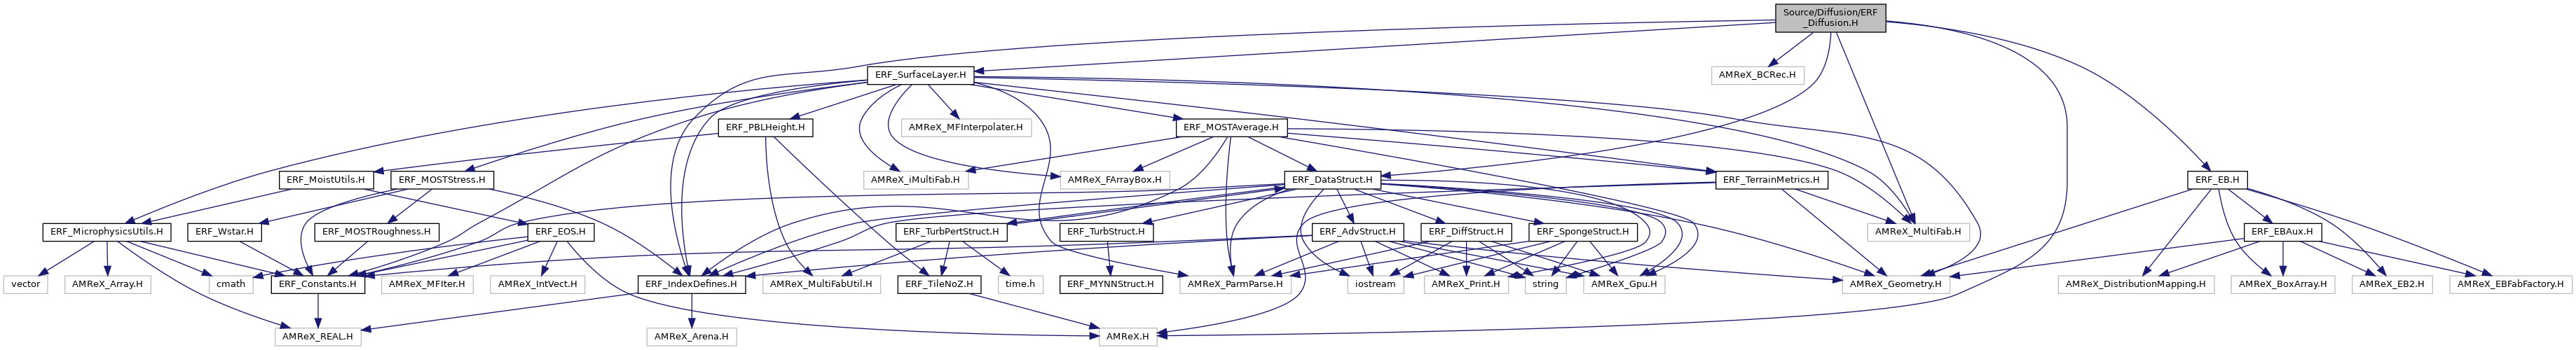 Source/Diffusion/ERF
_Diffusion.H
ERF_SurfaceLayer.H
AMReX_BCRec.H
ERF_PBLHeight.H
AMReX_MFInterpolater.H
ERF_MOSTAverage.H
ERF_MoistUtils.H
ERF_MOSTStress.H
AMReX_iMultiFab.H
AMReX_FArrayBox.H
ERF_DataStruct.H
ERF_TerrainMetrics.H
ERF_EB.H
ERF_MicrophysicsUtils.H
ERF_Wstar.H
ERF_MOSTRoughness.H
ERF_EOS.H
ERF_TurbPertStruct.H
ERF_TurbStruct.H
ERF_AdvStruct.H
ERF_DiffStruct.H
ERF_SpongeStruct.H
AMReX_MultiFab.H
ERF_EBAux.H
vector
AMReX_Array.H
cmath
ERF_Constants.H
AMReX_MFIter.H
AMReX_IntVect.H
ERF_IndexDefines.H
AMReX_MultiFabUtil.H
ERF_TileNoZ.H
time.h
ERF_MYNNStruct.H
AMReX_ParmParse.H
iostream
AMReX_Print.H
string
AMReX_Gpu.H
AMReX_Geometry.H
AMReX_DistributionMapping.H
AMReX_BoxArray.H
AMReX_EB2.H
AMReX_EBFabFactory.H
AMReX_REAL.H
AMReX_Arena.H
AMReX.H